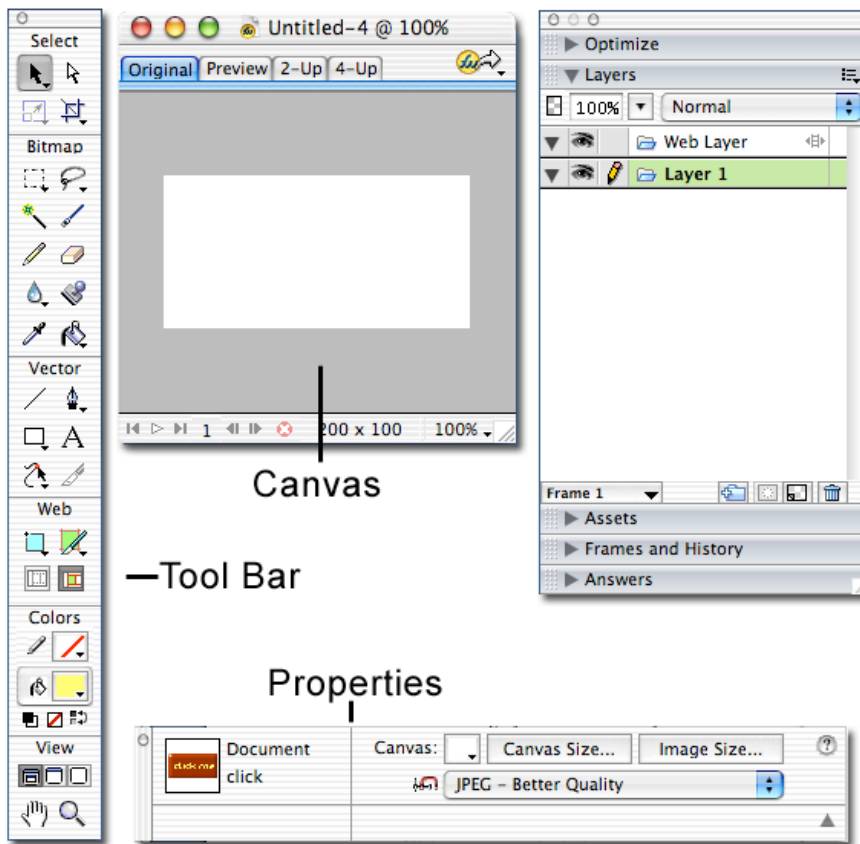 Select
Bitmap
Vector
A
Web
Colors
View
Untitled-4 @ 100%
Original Preview 2-Up 4-Up
1 200 x 100 100%
Canvas
Tool Bar
Optimize
Layers
100% Normal
Web Layer
Layer 1
Frame 1
Assets
Frames and History
Answers
Properties
click me
Document
click
Canvas: Canvas Size... Image Size... ?
JPEG - Better Quality